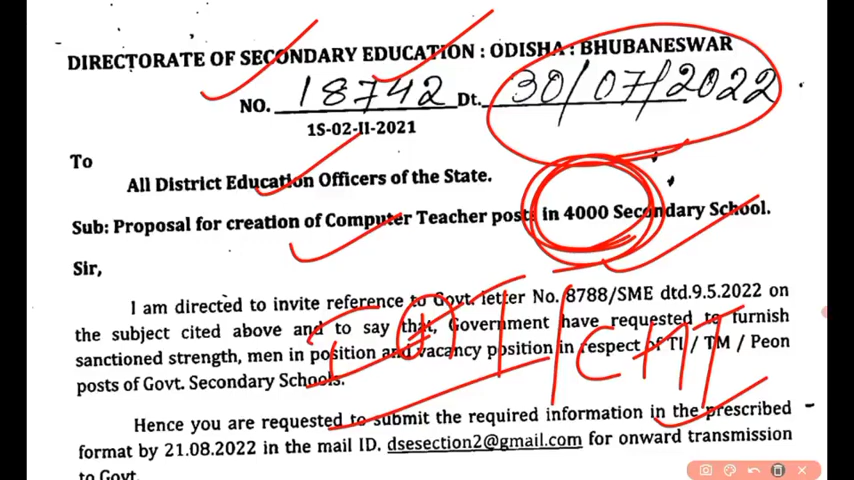 DIRECTORATE OF SECONDARY EDUCATION : ODISHA : BHUBANESWAR
NO. 18742 Dt. 30/07/2022
1S-02-II-2021
To
All District Education Officers of the State.
Sub: Proposal for creation of Computer Teacher posts in 4000 Secondary School.
Sir,
I am directed to invite reference to Govt. letter No. 8788/SME dtd.9.5.2022 on
the subject cited above and to say that, Government have requested to furnish
sanctioned strength, men in position and vacancy position in respect of TI / TM / Peon
posts of Govt. Secondary Schools.
Hence you are requested to submit the required information in the prescribed
format by 21.08.2022 in the mail ID. dsesection2@gmail.com for onward transmission
to Govt.